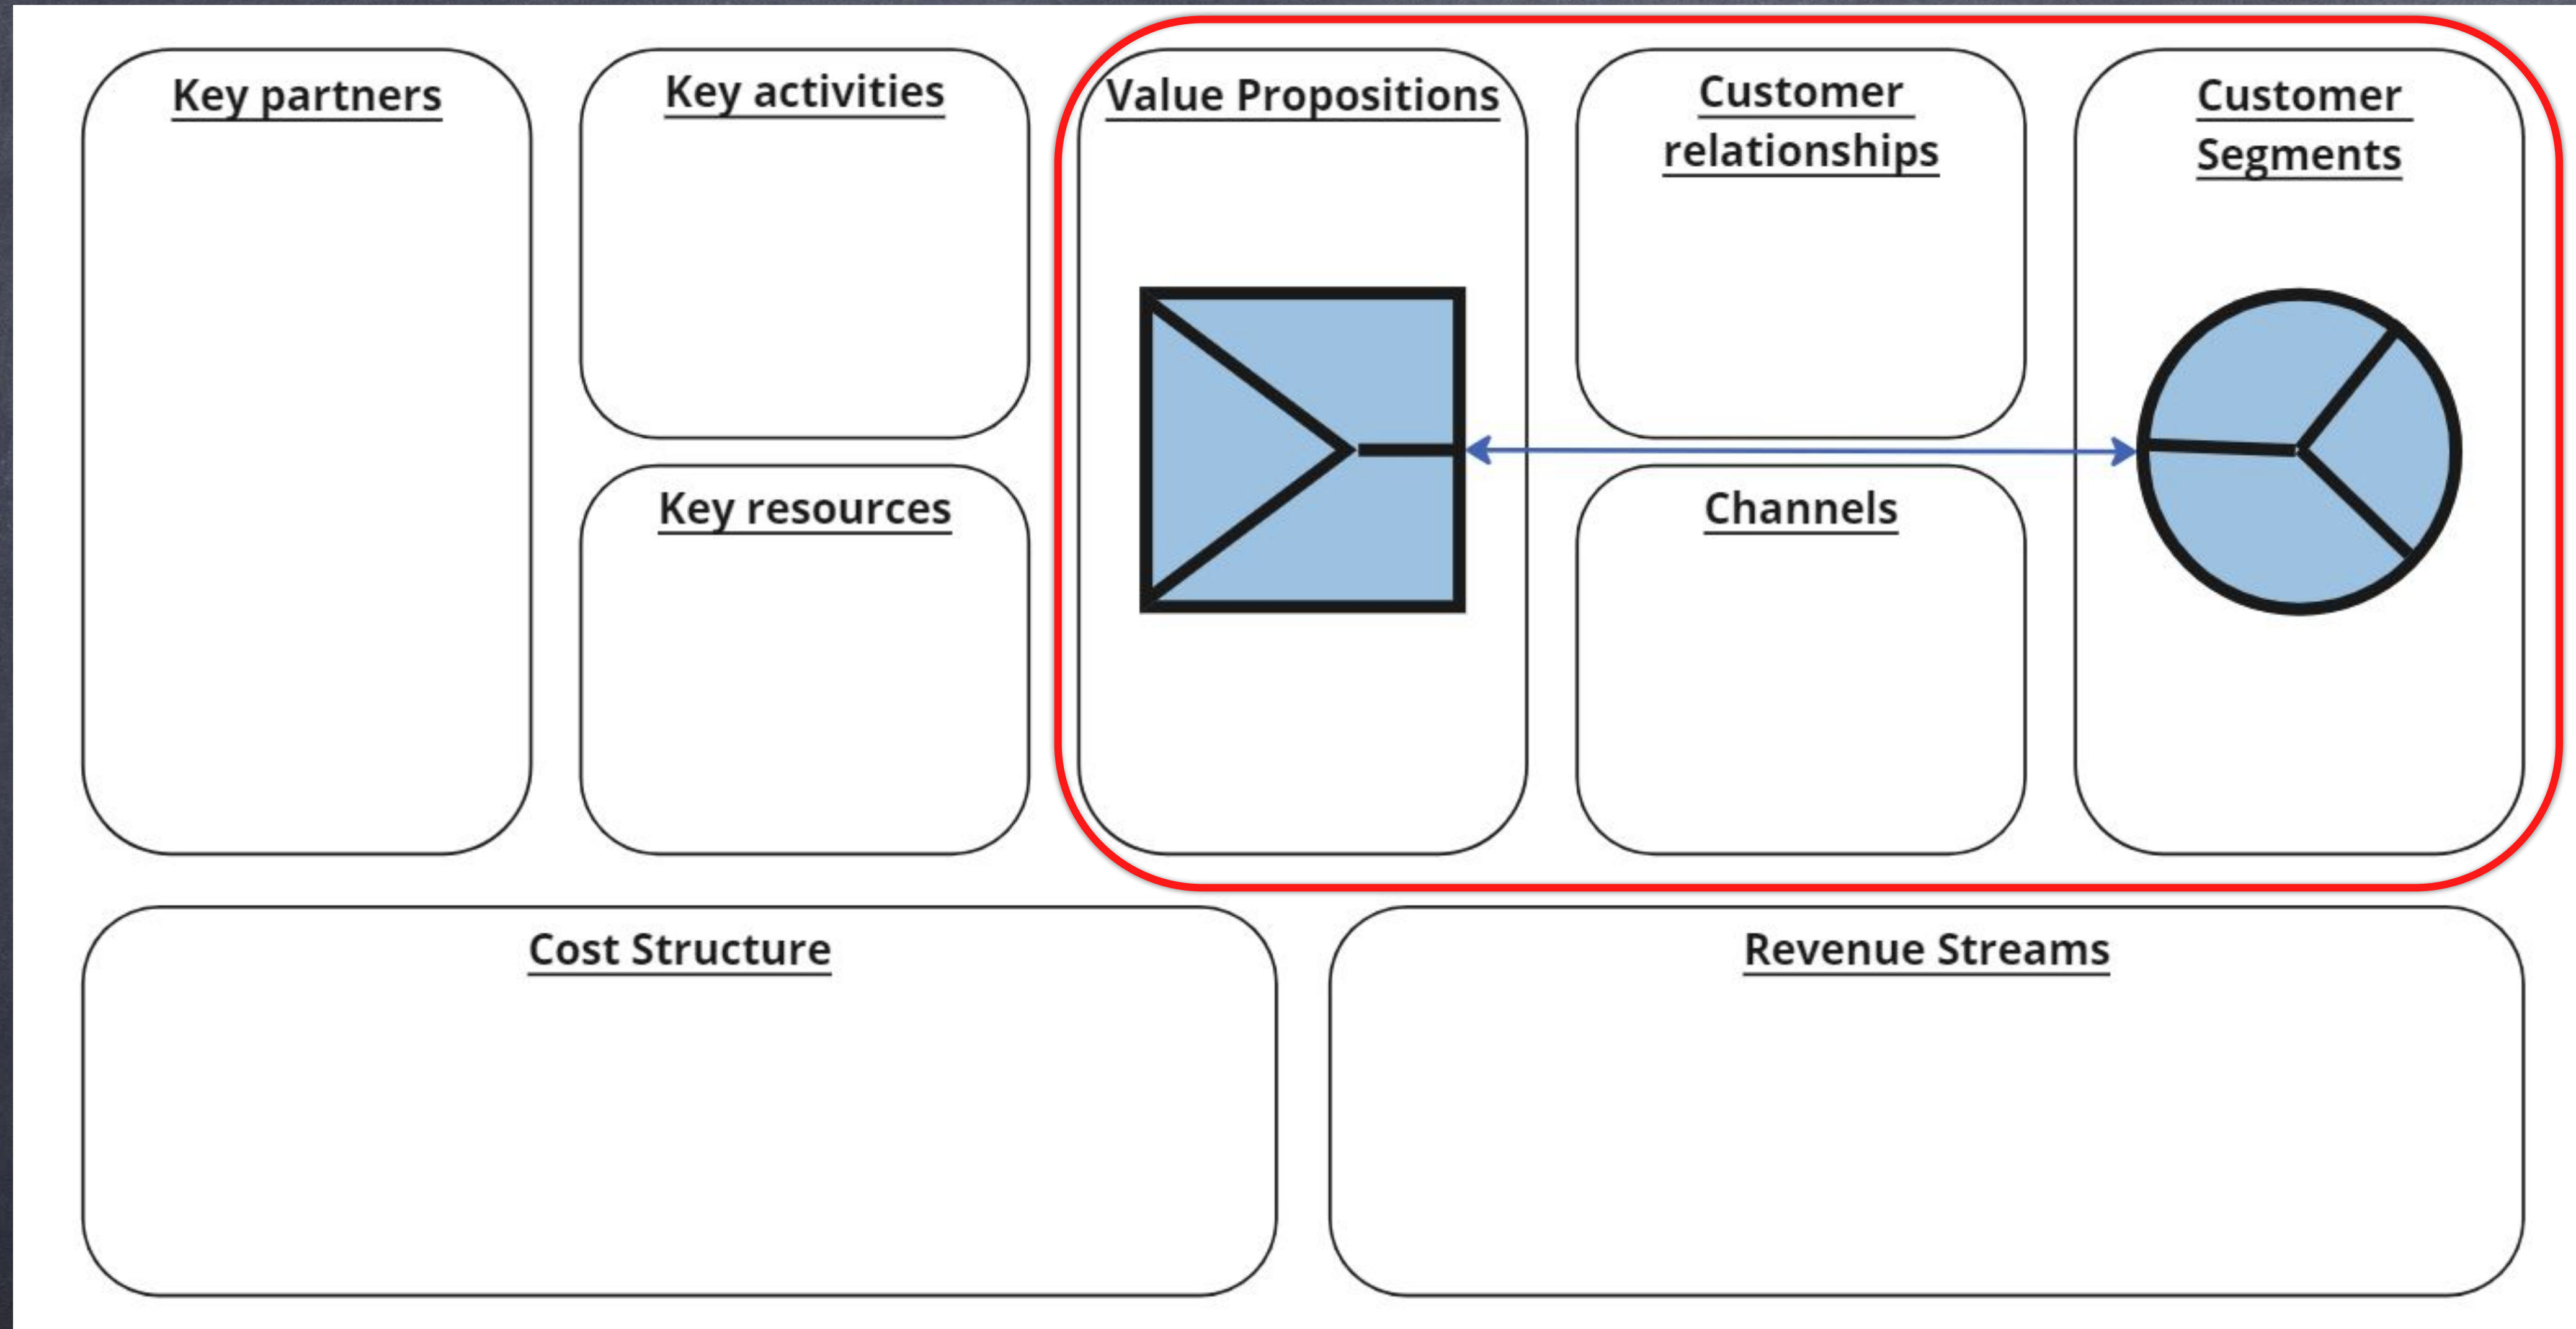 Key partners
Key activities
Key resources
Value Propositions
Customer
relationships
Channels
Customer
Segments
Cost Structure
Revenue Streams